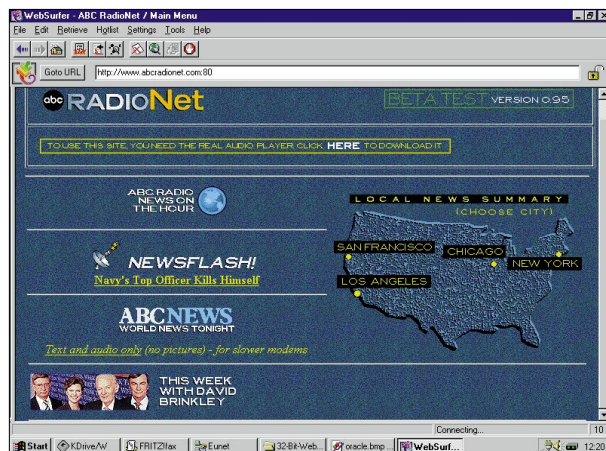 WebSurfer - ABC RadioNet / Main Menu
File Edit Retrieve Hotlist Settings Tools Help
Goto URL http://www.abcradionet.com:80
abc RADIONet
BETA TEST VERSION 0.95
TO USE THIS SITE, YOU NEED THE REAL AUDIO PLAYER, CLICK HERE TO DOWNLOAD IT
ABC RADIO
NEWS ON
THE HOUR
LOCAL NEWS SUMMARY
(CHOOSE CITY)
SAN FRANCISCO
CHICAGO
NEW YORK
LOS ANGELES
NEWSFLASH!
Navy's Top Officer Kills Himself
ABCNEWS
WORLD NEWS TONIGHT
Text and audio only (no pictures) - for slower modems
THIS WEEK
WITH DAVID
BRINKLEY
Connecting... 10
Start KDrive/W FRITZ!fax Eunet 32-Bit-Web... oracle.bmp ... WebSurf... 12:20